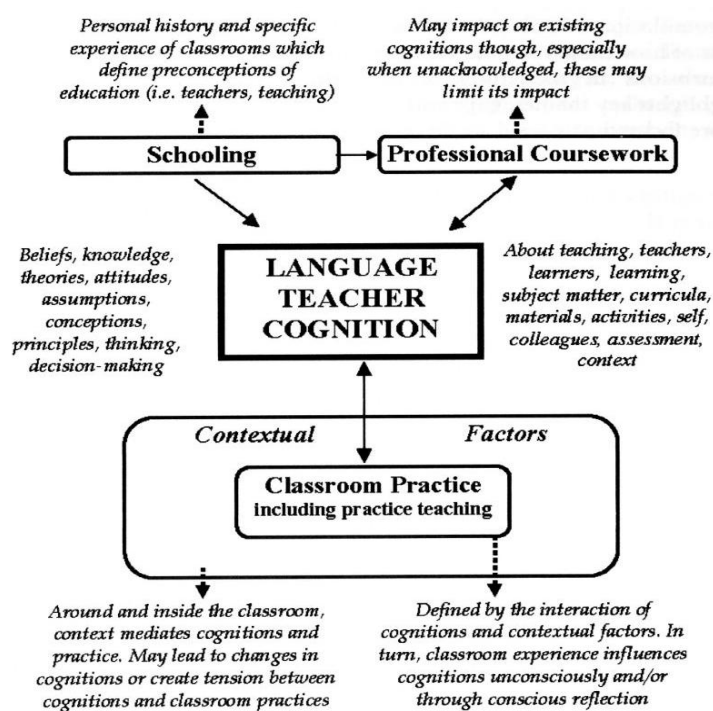 Personal history and specific
experience of classrooms which
define preconceptions of
education (i.e. teachers, teaching)
May impact on existing
cognitions though, especially
when unacknowledged, these may
limit its impact
Schooling
Professional Coursework
Beliefs, knowledge,
theories, attitudes,
assumptions,
conceptions,
principles, thinking,
decision-making
LANGUAGE
TEACHER
COGNITION
About teaching, teachers,
learners, learning,
subject matter, curricula,
materials, activities, self,
colleagues, assessment,
context
Contextual Factors
Classroom Practice
including practice teaching
Around and inside the classroom,
context mediates cognitions and
practice. May lead to changes in
cognitions or create tension between
cognitions and classroom practices
Defined by the interaction of
cognitions and contextual factors. In
turn, classroom experience influences
cognitions unconsciously and/or
through conscious reflection